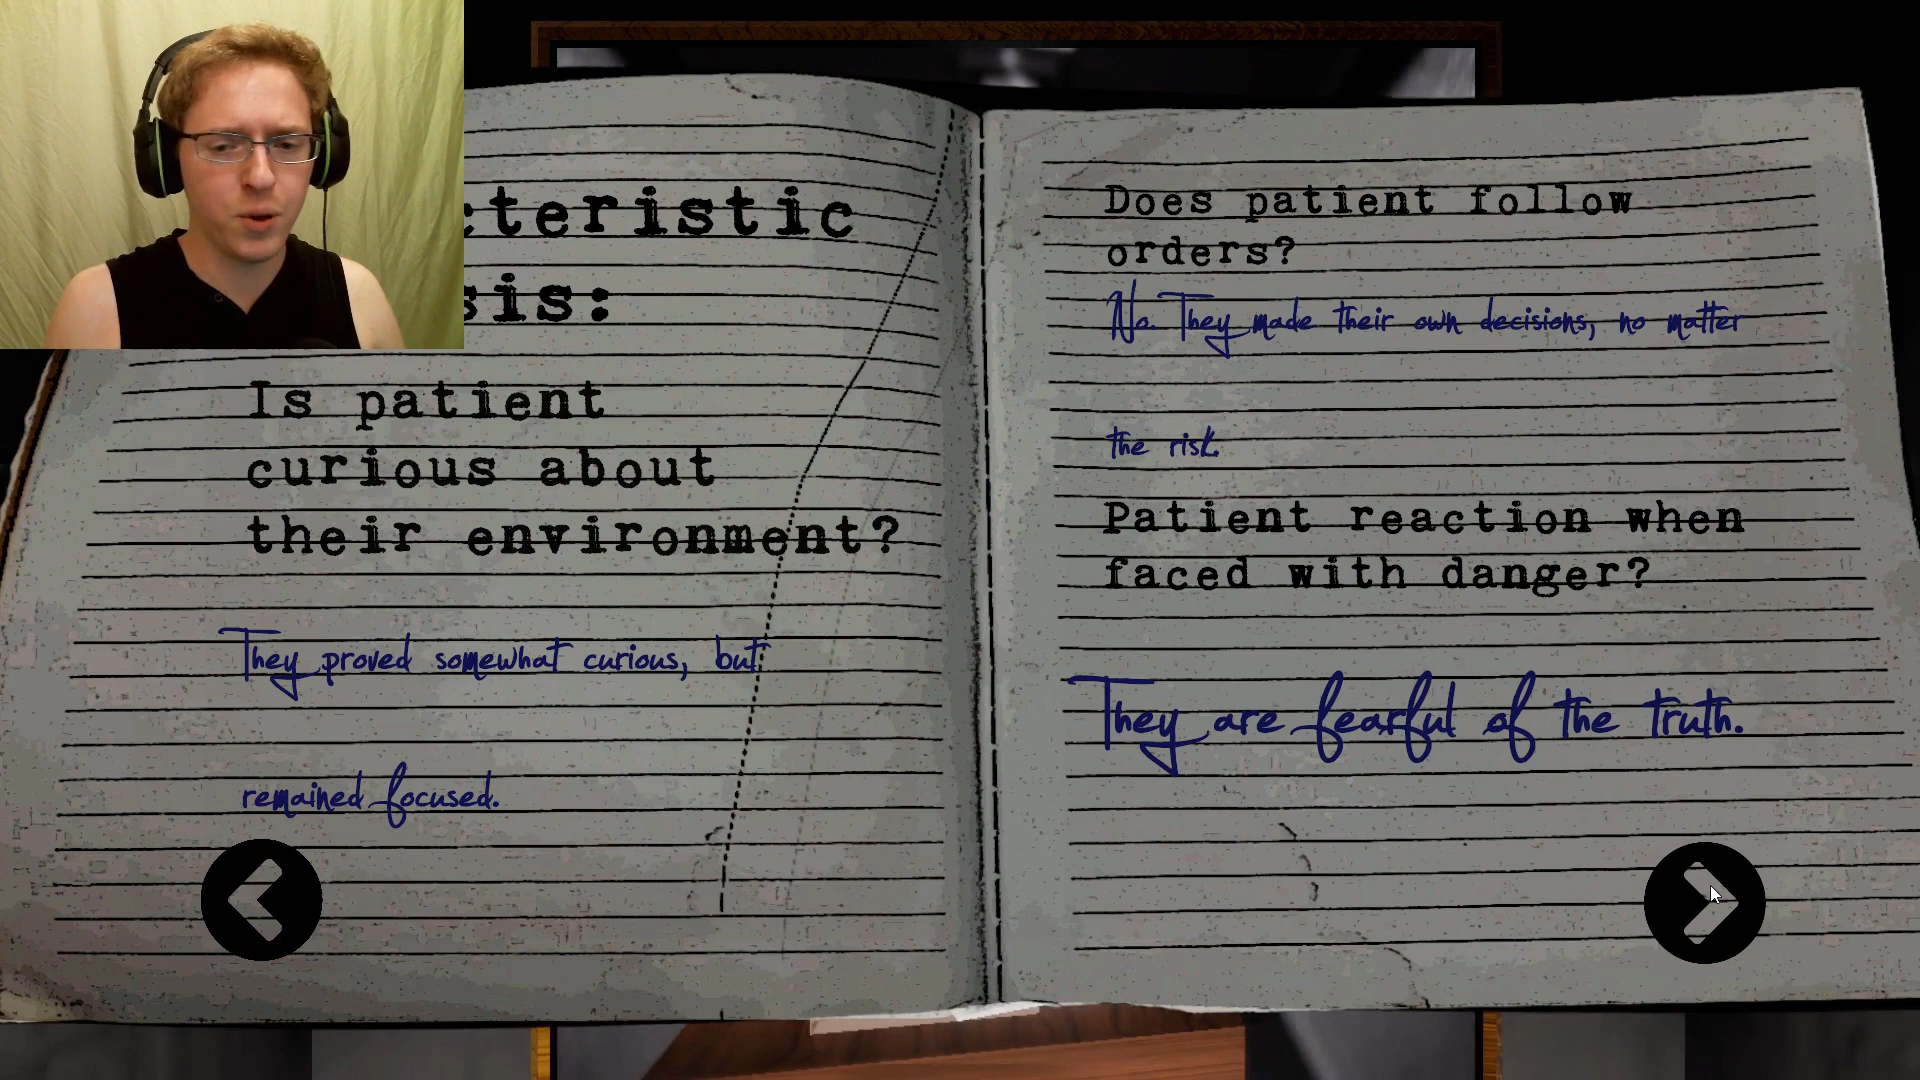 cteristic
sis:
Is patient
curious about
their environment?
They proved somewhat curious, but
remained focused.
Does patient follow
orders?
No. They made their own decisions, no matter
the risk.
Patient reaction when
faced with danger?
They are fearful of the truth.